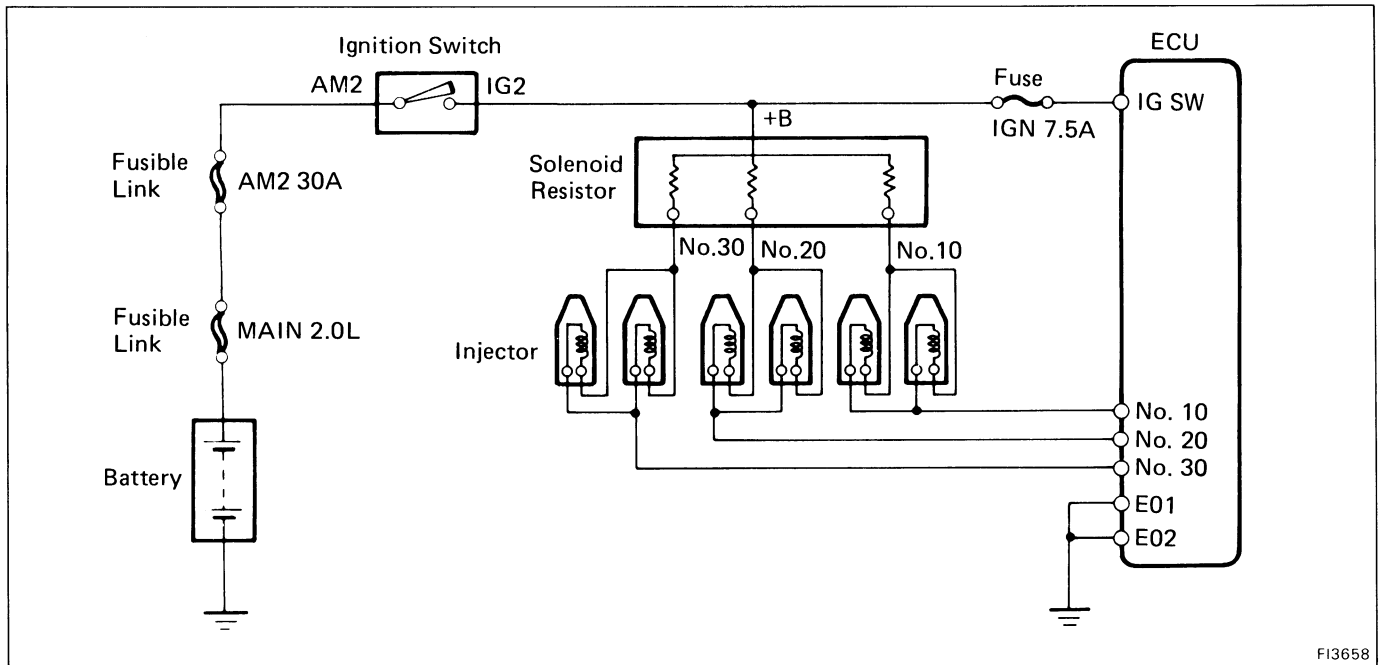 Ignition Switch
AM2
IG2
ECU
Fuse
IG SW
IGN 7.5A
+B
Fusible
Link
AM2 30A
Solenoid
Resistor
No.30
No.20
No.10
Fusible
Link
MAIN 2.0L
Injector
Battery
No. 10
No. 20
No. 30
E01
E02
FI3658